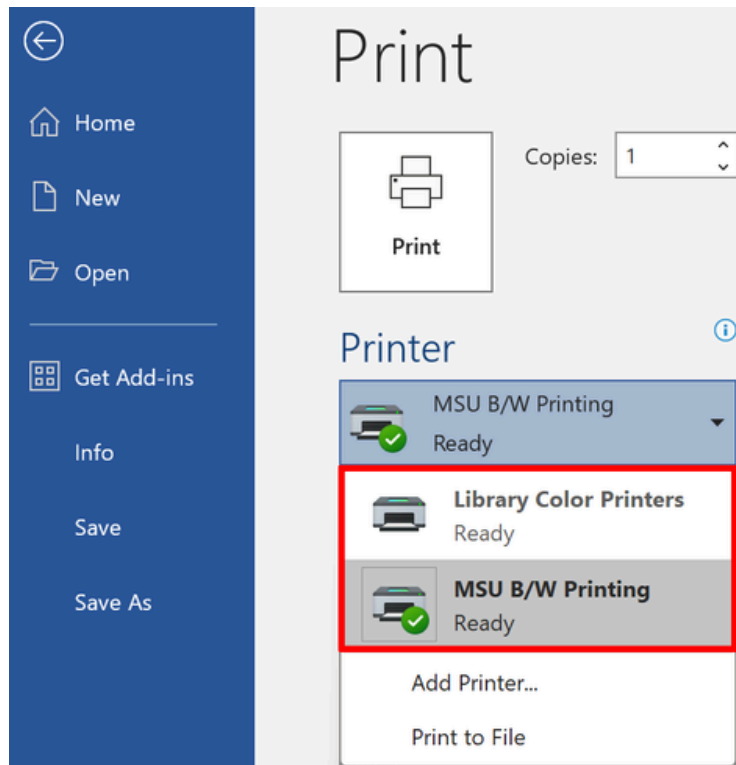 Home
New
Open
Get Add-ins
Info
Save
Save As
Print
Copies: 1
Print
Printer
MSU B/W Printing
Ready
Library Color Printers
Ready
MSU B/W Printing
Ready
Add Printer...
Print to File